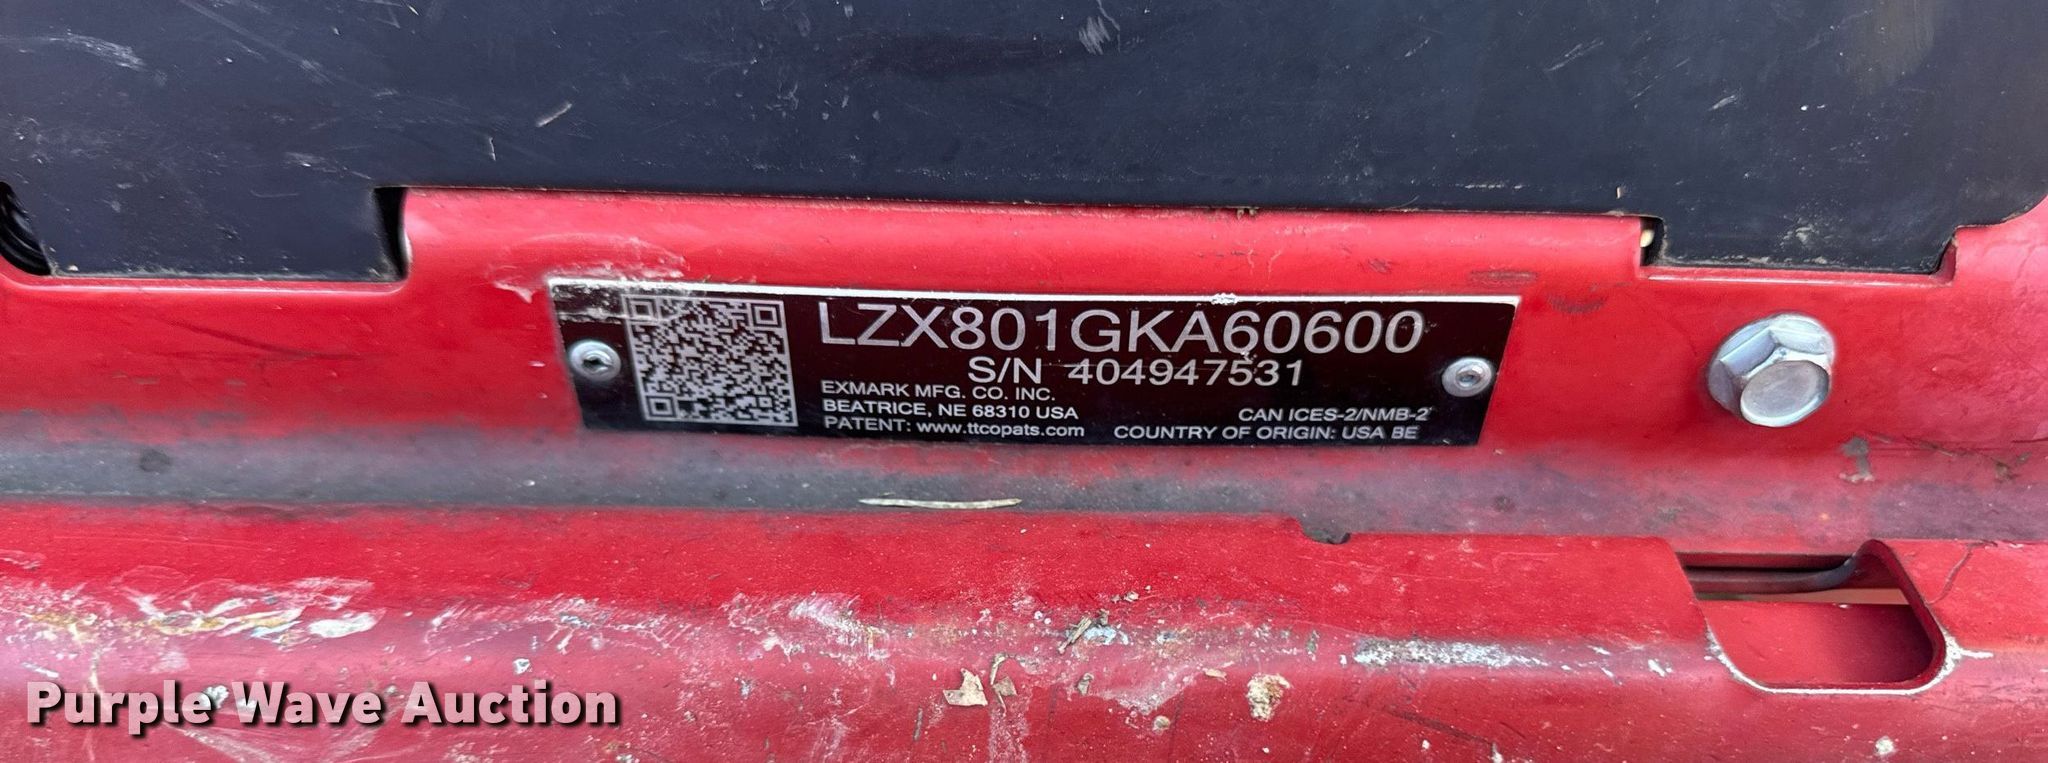 LZX801GKA60600
S/N 404947531
EXMARK MFG. CO. INC.
BEATRICE, NE 68310 USA
PATENT: www.ttcopats.com
CAN ICES-2/NMB-2
COUNTRY OF ORIGIN: USA BE
Purple Wave Auction